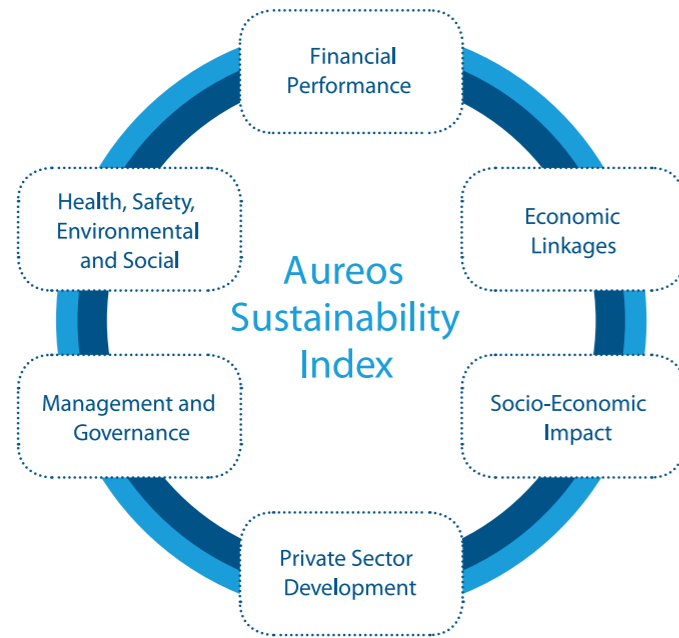 Financial
Performance
Health, Safety,
Environmental
and Social
Economic
Linkages
Aureos
Sustainability
Index
Management and
Governance
Socio-Economic
Impact
Private Sector
Development